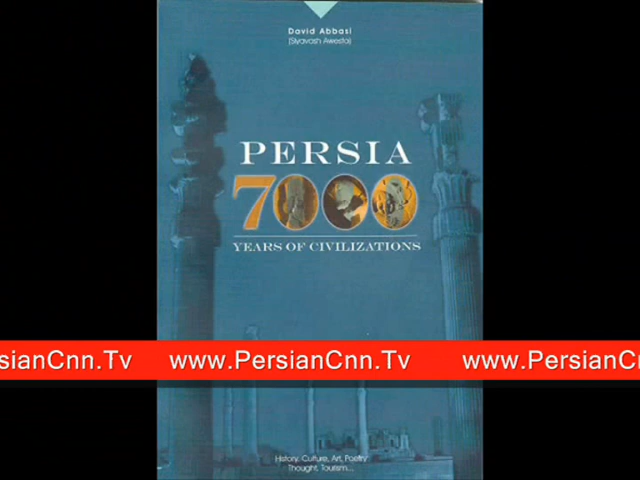 David Abbasi
(Siyavash Awesta)
PERSIA
7000
YEARS OF CIVILIZATIONS
sianCnn.Tv www.PersianCnn.Tv www.PersianCn
History, Culture, Art, Poetry
Thought, Tourism...